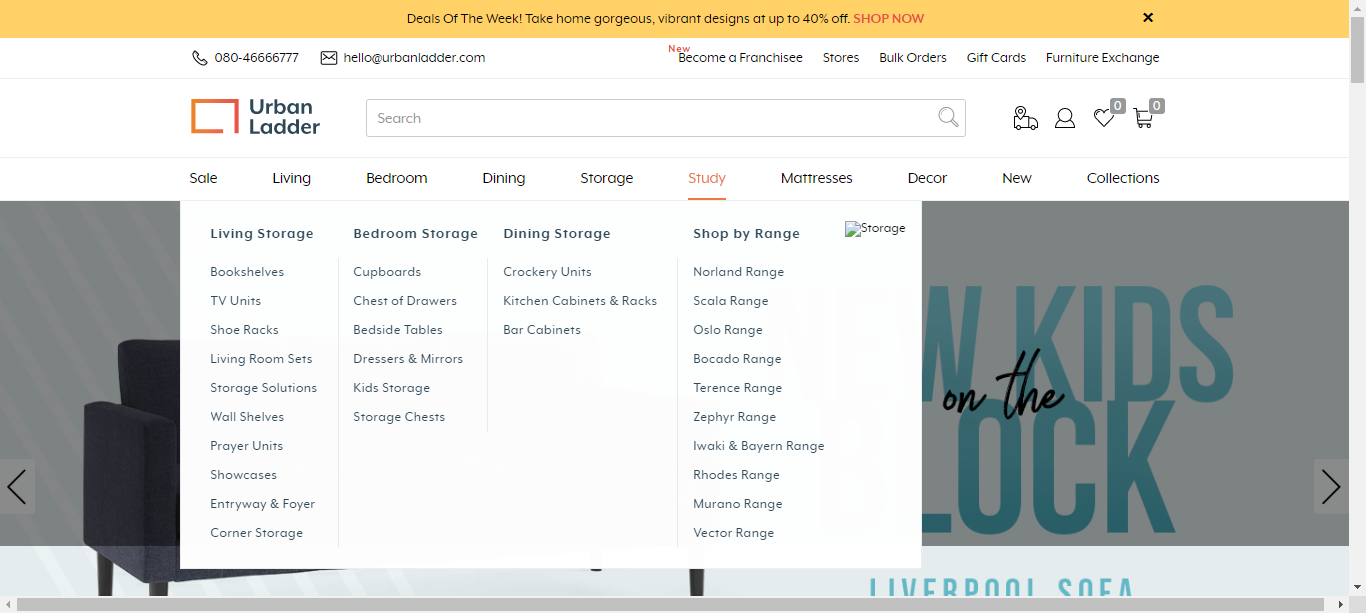 Deals Of The Week! Take home gorgeous, vibrant designs at up to 40% off. SHOP NOW
080-46666777 hello@urbanladder.com New Become a Franchisee Stores Bulk Orders Gift Cards Furniture Exchange
Urban
Ladder
Search
0
0
Sale Living Bedroom Dining Storage Study Mattresses Decor New Collections
Living Storage
Bookshelves
TV Units
Shoe Racks
Living Room Sets
Storage Solutions
Wall Shelves
Prayer Units
Showcases
Entryway & Foyer
Corner Storage
Bedroom Storage
Cupboards
Chest of Drawers
Bedside Tables
Dressers & Mirrors
Kids Storage
Storage Chests
Dining Storage
Crockery Units
Kitchen Cabinets & Racks
Bar Cabinets
Shop by Range
Norland Range
Scala Range
Oslo Range
Bocado Range
Terence Range
Zephyr Range
Iwaki & Bayern Range
Rhodes Range
Murano Range
Vector Range
Storage
NEW KIDS
on the
BLOCK
LIVERPOOL SOFA